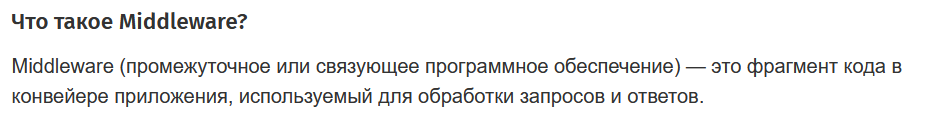 Что такое Middleware?
Middleware (промежуточное или связующее программное обеспечение) — это фрагмент кода в
конвейере приложения, используемый для обработки запросов и ответов.